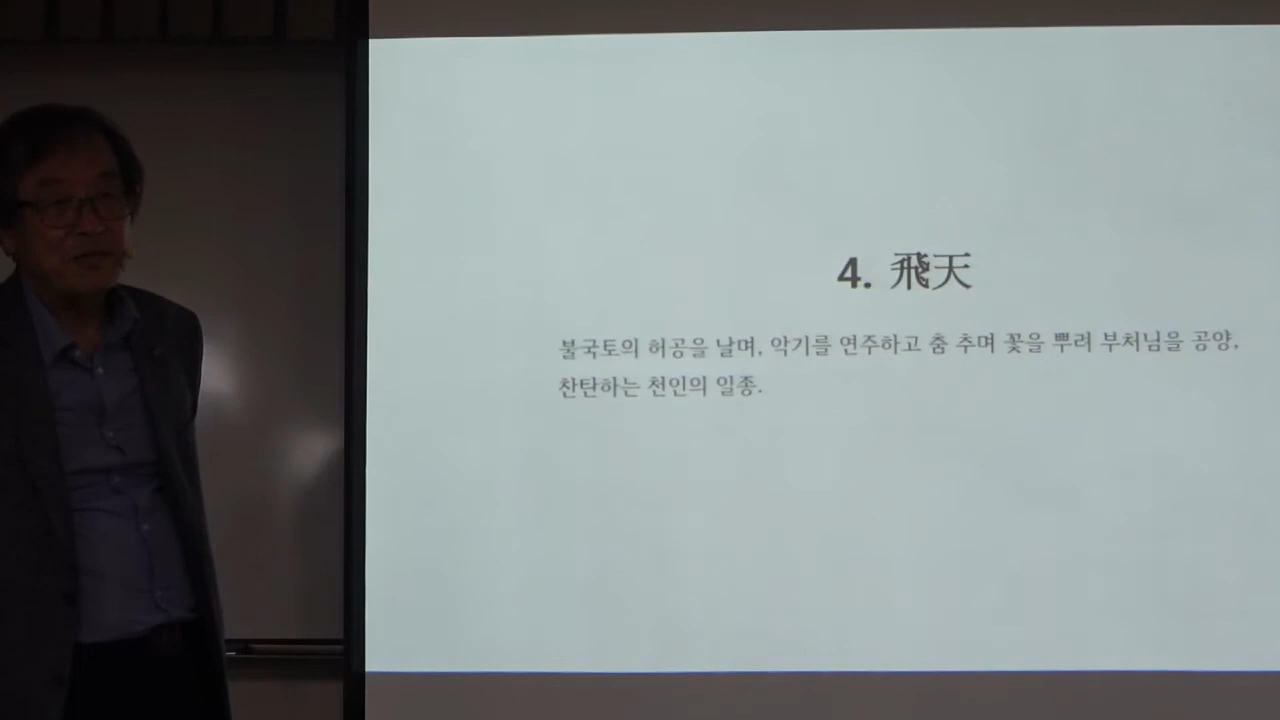 4. 飛天
불국토의 허공을 날며, 악기를 연주하고 춤 추며 꽃을 뿌려 부처님을 공양,
찬탄하는 천인의 일종.